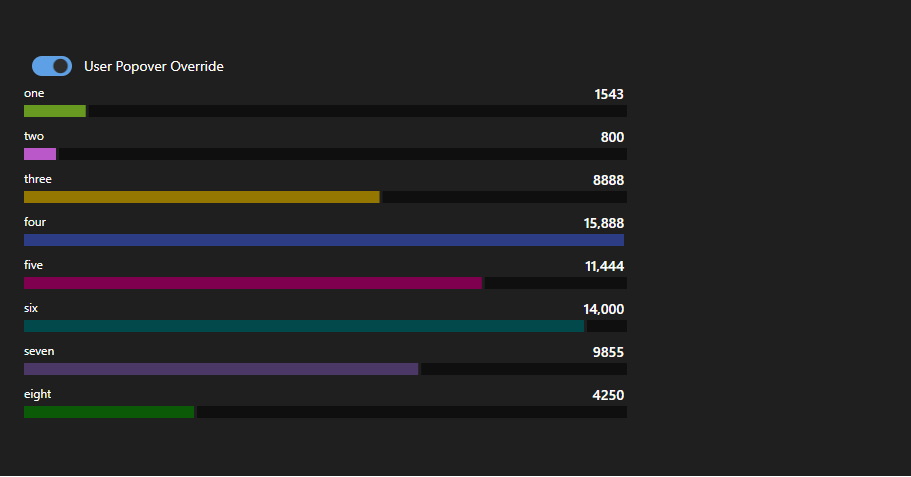 User Popover Override
one 1543
two 800
three 8888
four 15,888
five 11,444
six 14,000
seven 9855
eight 4250